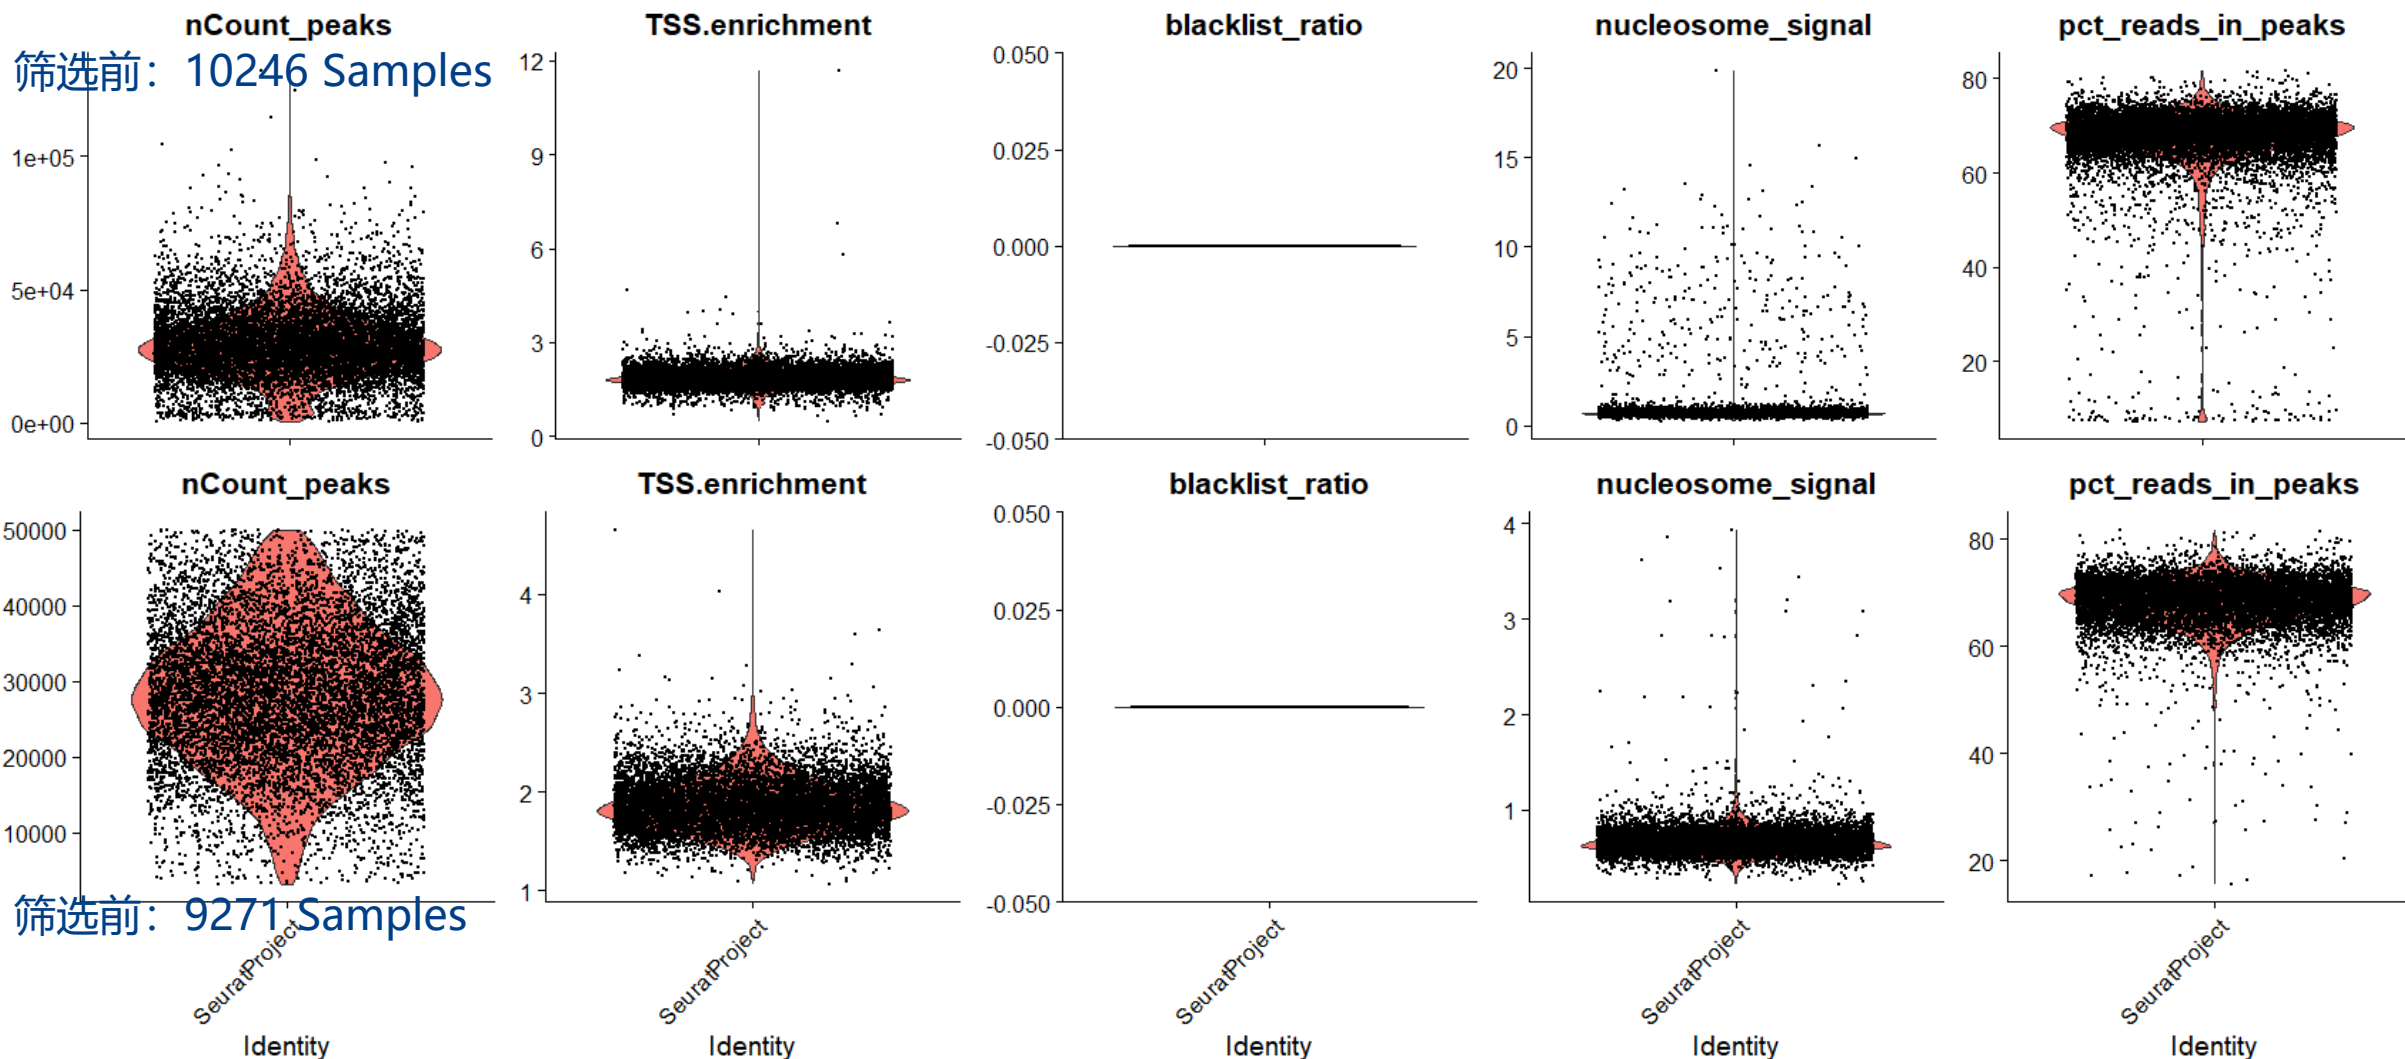 nCount_peaks
筛选前：10246 Samples
1e+05
5e+04
0e+00
TSS.enrichment
12
9
6
3
0
blacklist_ratio
0.050
0.025
0.000
-0.025
-0.050
nucleosome_signal
20
15
10
5
0
pct_reads_in_peaks
80
60
40
20
nCount_peaks
50000
40000
30000
20000
10000
筛选前：9271 Samples
SeuratProject
Identity
TSS.enrichment
4
3
2
1
SeuratProject
Identity
blacklist_ratio
0.050
0.025
0.000
-0.025
-0.050
SeuratProject
Identity
nucleosome_signal
4
3
2
1
SeuratProject
Identity
pct_reads_in_peaks
80
60
40
20
SeuratProject
Identity